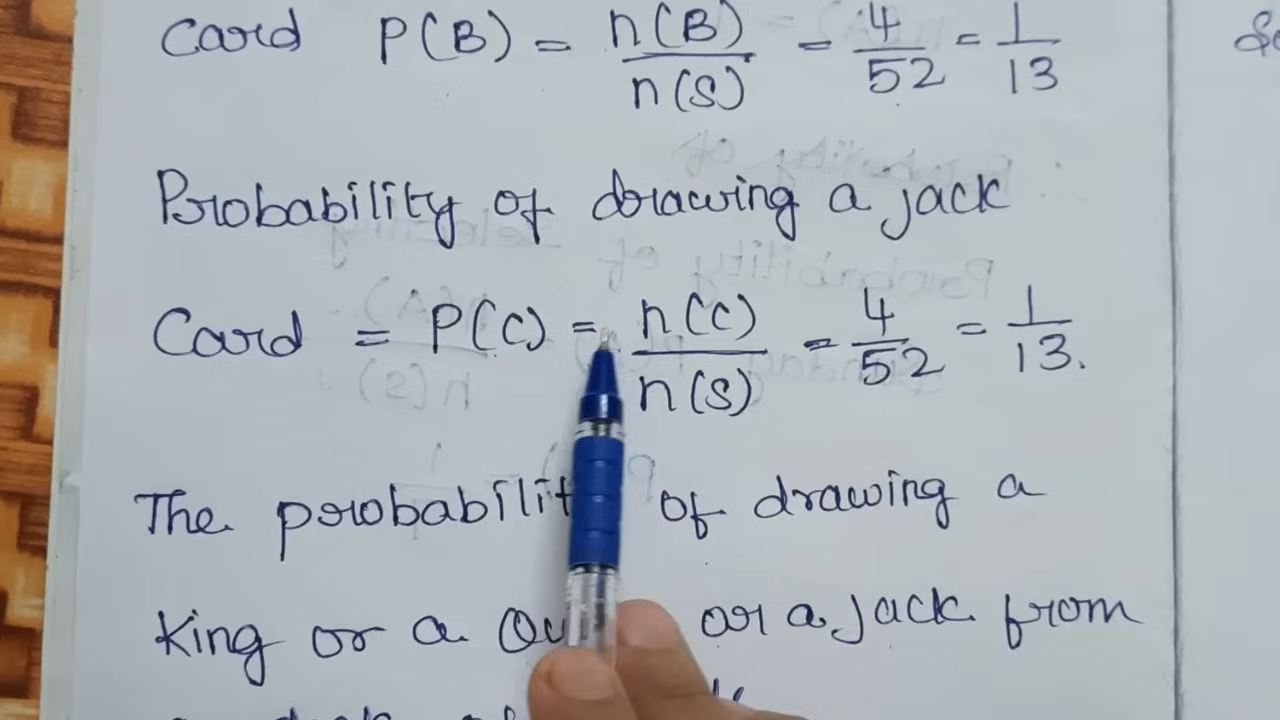 Card P(B) = n(B)/n(S) = 4/52 = 1/13
Probability of drawing a jack
Card = P(C) = n(C)/n(S) = 4/52 = 1/13.
The of drawing a
King or a or a jack from